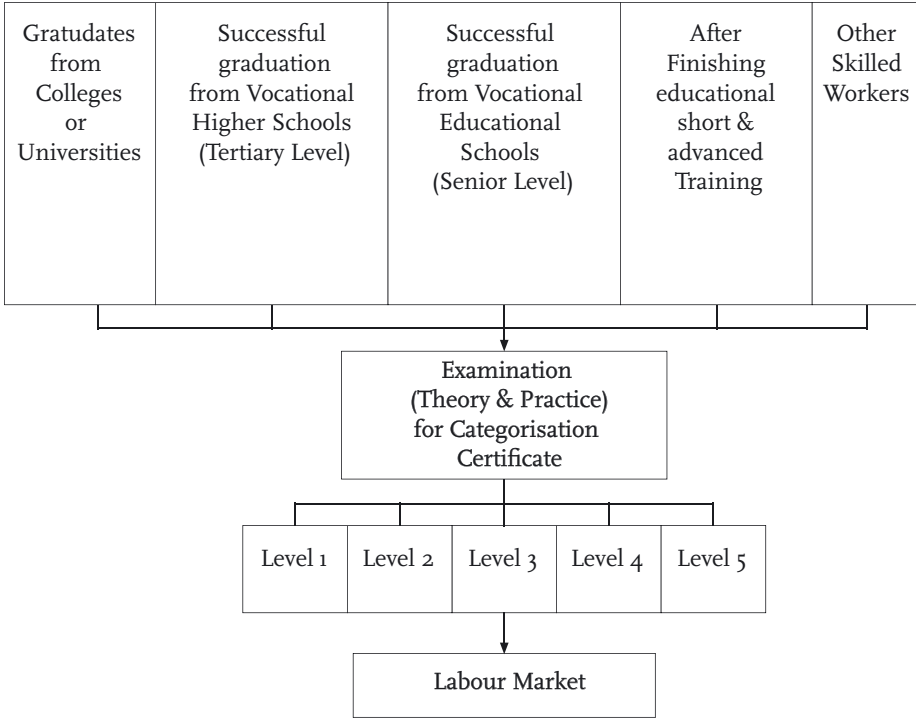 Gratudates
from
Colleges
or
Universities
Successful
graduation
from Vocational
Higher Schools
(Tertiary Level)
Successful
graduation
from Vocational
Educational
Schools
(Senior Level)
After
Finishing
educational
short &
advanced
Training
Other
Skilled
Workers
Examination
(Theory & Practice)
for Categorisation
Certificate
Level 1
Level 2
Level 3
Level 4
Level 5
Labour Market